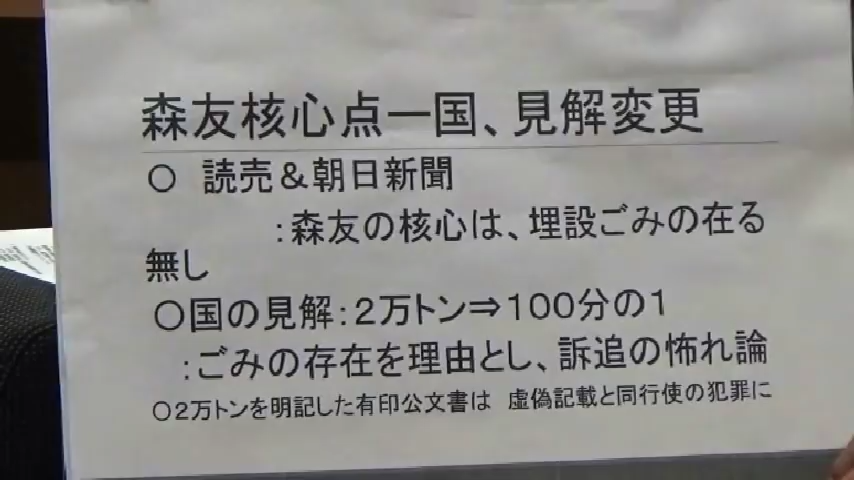 森友核心点ー国、見解変更
○ 読売&朝日新聞
:森友の核心は、埋設ごみの在る
無し
○国の見解:2万トン⇒100分の1
:ごみの存在を理由とし、訴追の怖れ論
○2万トンを明記した有印公文書は 虚偽記載と同行使の犯罪に